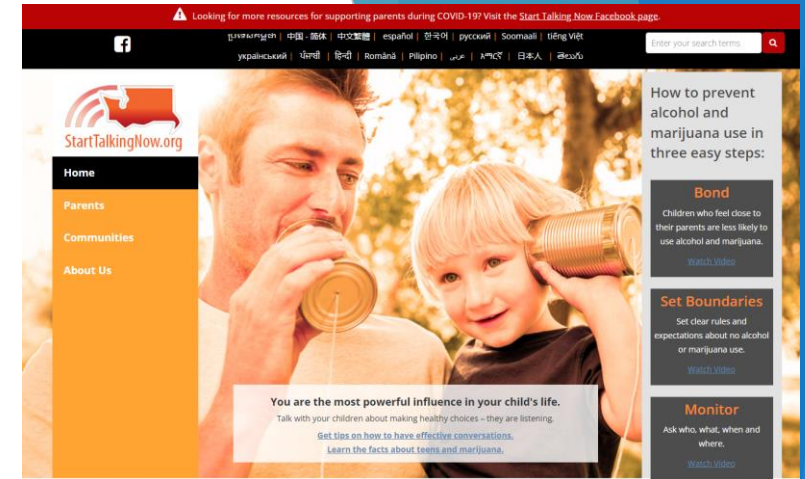 Looking for more resources for supporting parents during COVID-19? Visit the Start Talking Now Facebook page.
中国 - 简体 | 中文繁體 | español | 한국어 | русский | Soomaali | tiếng Việt
український | ਪੰਜਾਬੀ | हिन्दी | Română | Pilipino | عربى | አማርኛ | 日本人 | తెలుగు
Enter your search terms
StartTalkingNow.org
Home
Parents
Communities
About Us
You are the most powerful influence in your child's life.
Talk with your children about making healthy choices – they are listening.
Get tips on how to have effective conversations.
Learn the facts about teens and marijuana.
How to prevent
alcohol and
marijuana use in
three easy steps:
Bond
Children who feel close to
their parents are less likely to
use alcohol and marijuana.
Watch Video
Set Boundaries
Set clear rules and
expectations about no alcohol
or marijuana use.
Watch Video
Monitor
Ask who, what, when and
where.
Watch Video